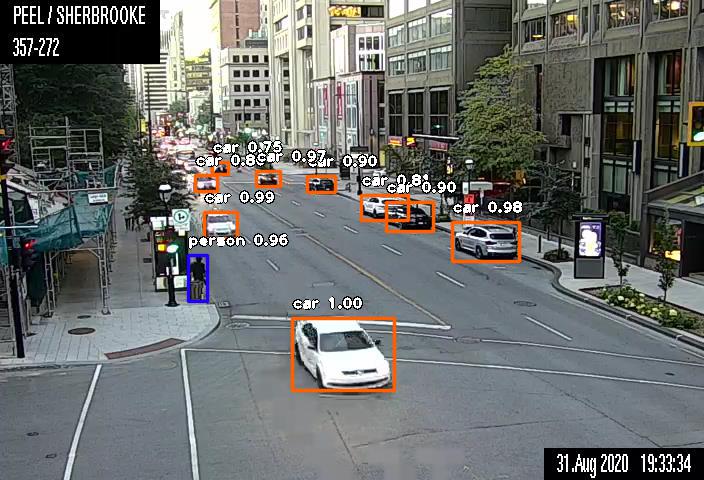 PEEL / SHERBROOKE
357-272
car 0.75
car 0.8
car 0.97
car 0.90
car 0.81
car 0.90
car 0.99
car 0.98
person 0.96
car 1.00
31.Aug 2020 19:33:34